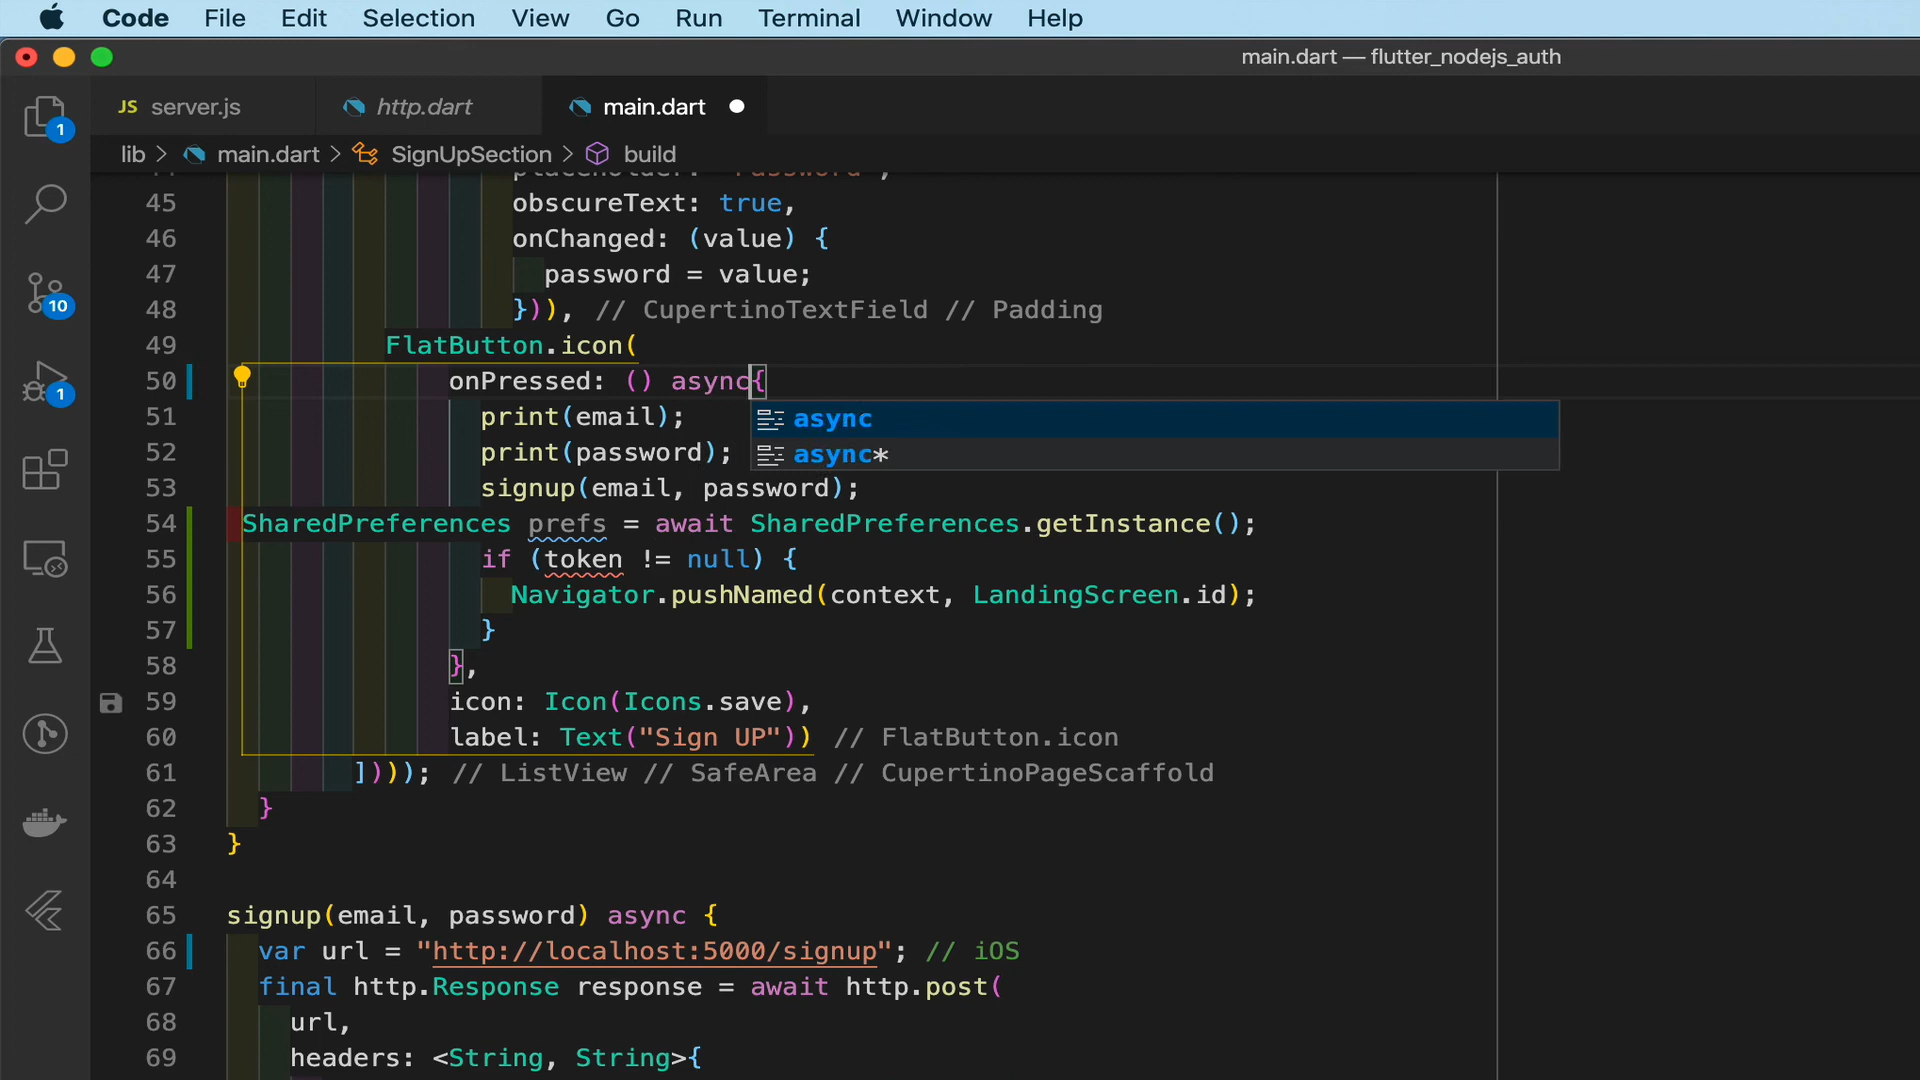 Code File Edit Selection View Go Run Terminal Window Help
main.dart — flutter_nodejs_auth
JS server.js http.dart main.dart
lib > main.dart > SignUpSection > build
45 obscureText: true,
46 onChanged: (value) {
47 password = value;
48 })), // CupertinoTextField // Padding
49 FlatButton.icon(
50 onPressed: () async{
51 print(email);
async
52 print(password);
async*
53 signup(email, password);
54 SharedPreferences prefs = await SharedPreferences.getInstance();
55 if (token != null) {
56 Navigator.pushNamed(context, LandingScreen.id);
57 }
58 },
59 icon: Icon(Icons.save),
60 label: Text("Sign UP")) // FlatButton.icon
61 ]))); // ListView // SafeArea // CupertinoPageScaffold
62 }
63 }
64
65 signup(email, password) async {
66 var url = "http://localhost:5000/signup"; // iOS
67 final http.Response response = await http.post(
68 url,
69 headers: <String, String>{
1
10
1